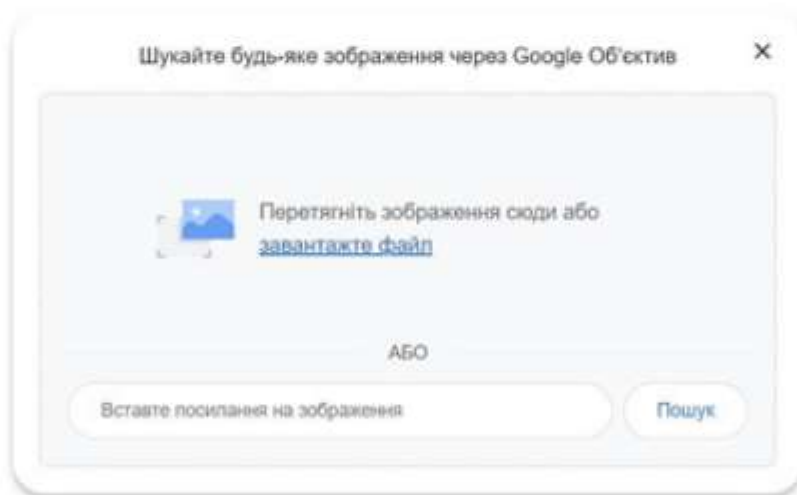 Шукайте будь-яке зображення через Google Об'єктив
Перетягніть зображення сюди або
завантажте файл
АБО
Вставте посилання на зображення
Пошук